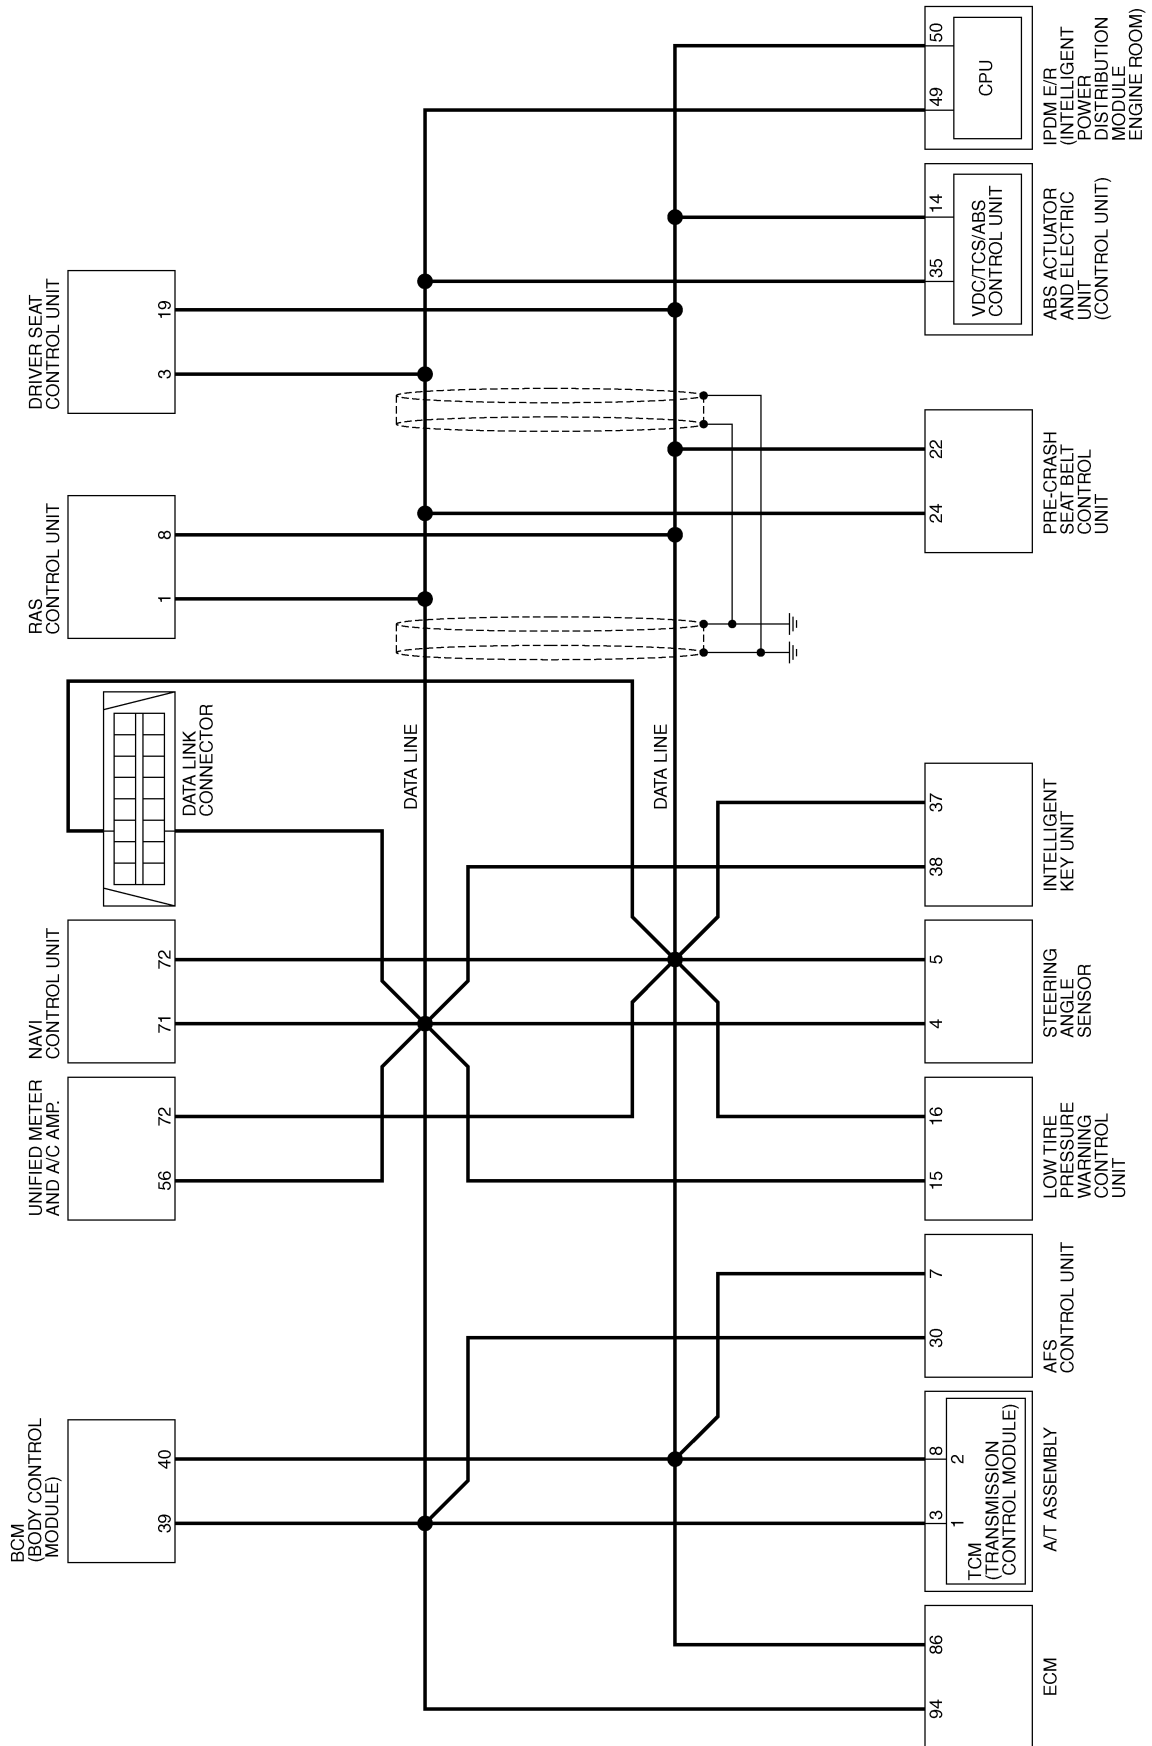 BCM
(BODY CONTROL
MODULE)
39
40
UNIFIED METER
AND A/C AMP.
56
72
NAVI
CONTROL UNIT
71
72
DATA LINK
CONNECTOR
RAS
CONTROL UNIT
1
8
DRIVER SEAT
CONTROL UNIT
3
19
DATA LINE
DATA LINE
94
86
ECM
3
8
1
2
TCM
(TRANSMISSION
CONTROL MODULE)
A/T ASSEMBLY
30
7
AFS
CONTROL UNIT
15
16
LOW TIRE
PRESSURE
WARNING
CONTROL
UNIT
4
5
STEERING
ANGLE
SENSOR
38
37
INTELLIGENT
KEY UNIT
24
22
PRE-CRASH
SEAT BELT
CONTROL
UNIT
35
14
VDC/TCS/ABS
CONTROL UNIT
ABS ACTUATOR
AND ELECTRIC
UNIT
(CONTROL UNIT)
49
50
CPU
IPDM E/R
(INTELLIGENT
POWER
DISTRIBUTION
MODULE
ENGINE ROOM)